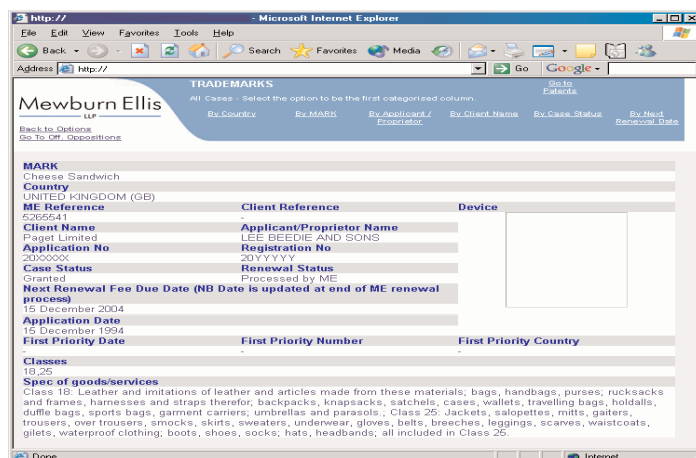 http:// - Microsoft Internet Explorer
File Edit View Favorites Tools Help
Back Search Favorites Media
Address http:// Go Google
TRADEMARKS
Go to Patents
All Cases - Select the option to be the first categorised column.
Mewburn Ellis
LLP
By Country By MARK By Applicant / Proprietor By Client Name By Case Status By Next Renewal Date
Back to Options
Go To Off, Oppositions
MARK
Cheese Sandwich
Country
UNITED KINGDOM (GB)
ME Reference Client Reference Device
5265541 -
Client Name Applicant/Proprietor Name
Paget Limited LEE BEEDIE AND SONS
Application No Registration No
20XXXXX 20YYYYY
Case Status Renewal Status
Granted Processed by ME
Next Renewal Fee Due Date (NB Date is updated at end of ME renewal
process)
15 December 2004
Application Date
15 December 1994
First Priority Date First Priority Number First Priority Country
- - -
Classes
18,25
Spec of goods/services
Class 18: Leather and imitations of leather and articles made from these materials; bags, handbags, purses; rucksacks
and frames, harnesses and straps therefor; backpacks, knapsacks, satchels, cases, wallets, travelling bags, holdalls,
duffle bags, sports bags, garment carriers; umbrellas and parasols.; Class 25: Jackets, salopettes, mitts, gaiters,
trousers, over trousers, smocks, skirts, sweaters, underwear, gloves, belts, breeches, leggings, scarves, waistcoats,
gilets, waterproof clothing; boots, shoes, socks; hats, headbands; all included in Class 25.
Done Internet